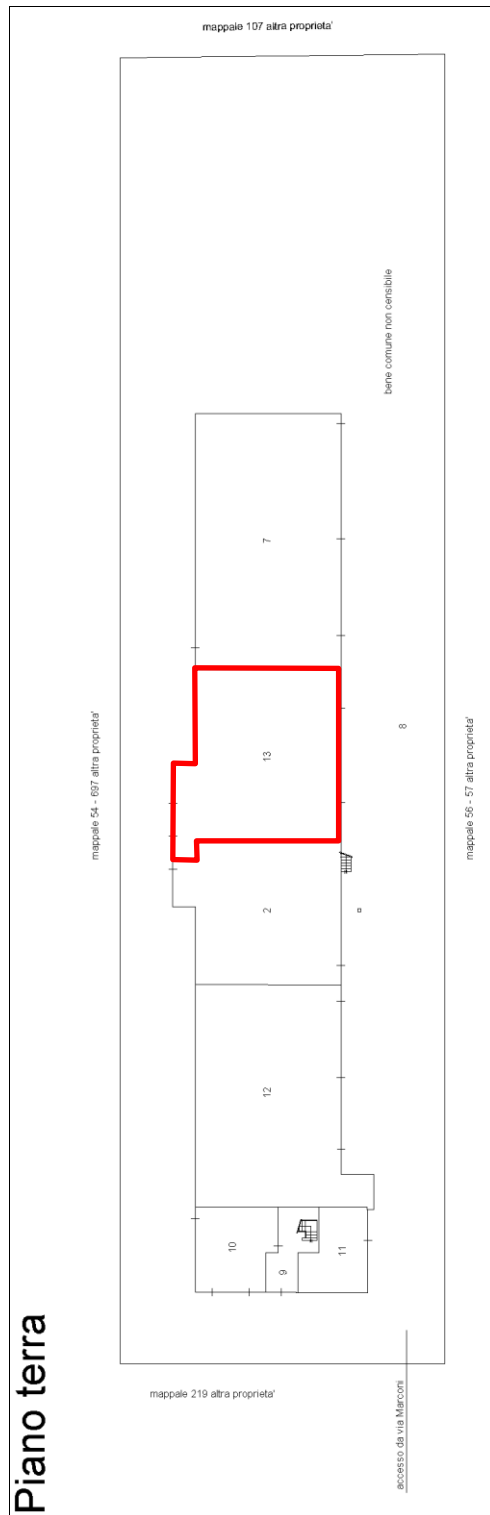 mappale 107 altra proprieta'
bene comune non censibile
7
mappale 54 - 697 altra proprieta'
13
8
mappale 56 - 57 altra proprieta'
2
12
10
9
11
mappale 219 altra proprieta'
accesso da via Marconi
Piano terra